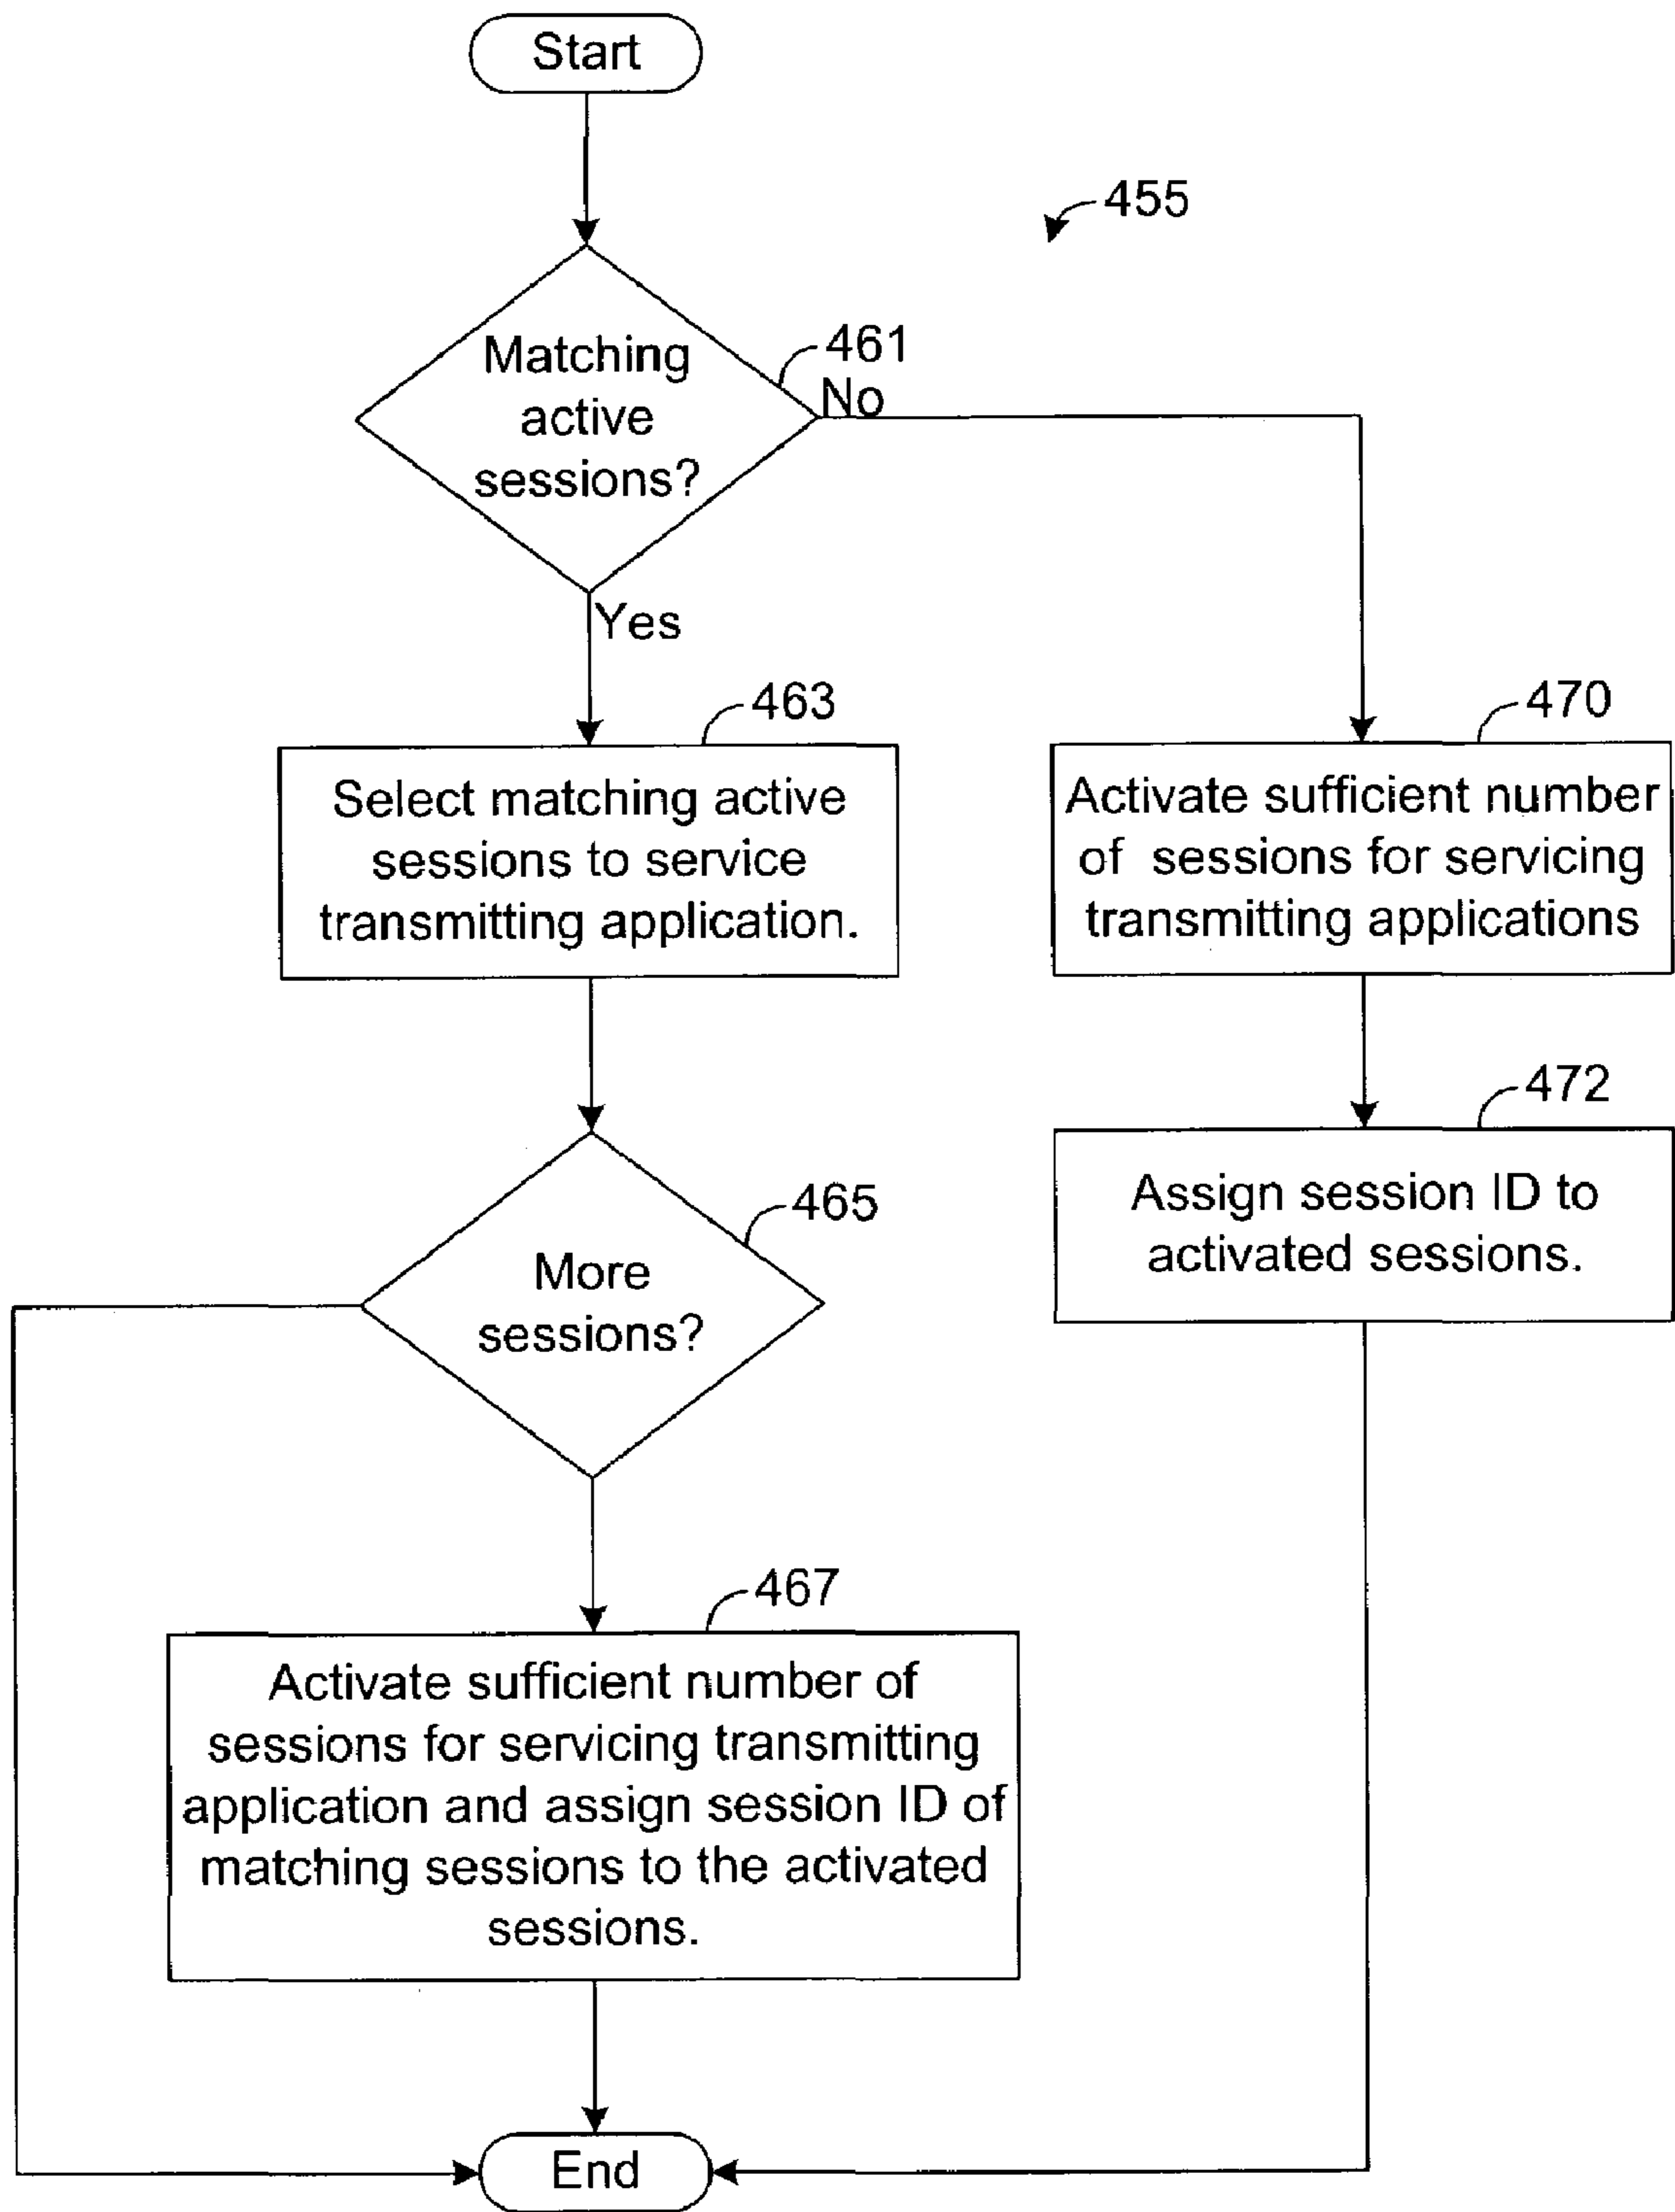 Start
455
Matching
active
sessions?
461
No
Yes
463
Select matching active
sessions to service
transmitting application.
470
Activate sufficient number
of sessions for servicing
transmitting applications
472
Assign session ID to
activated sessions.
465
More
sessions?
467
Activate sufficient number of
sessions for servicing transmitting
application and assign session ID of
matching sessions to the activated
sessions.
End